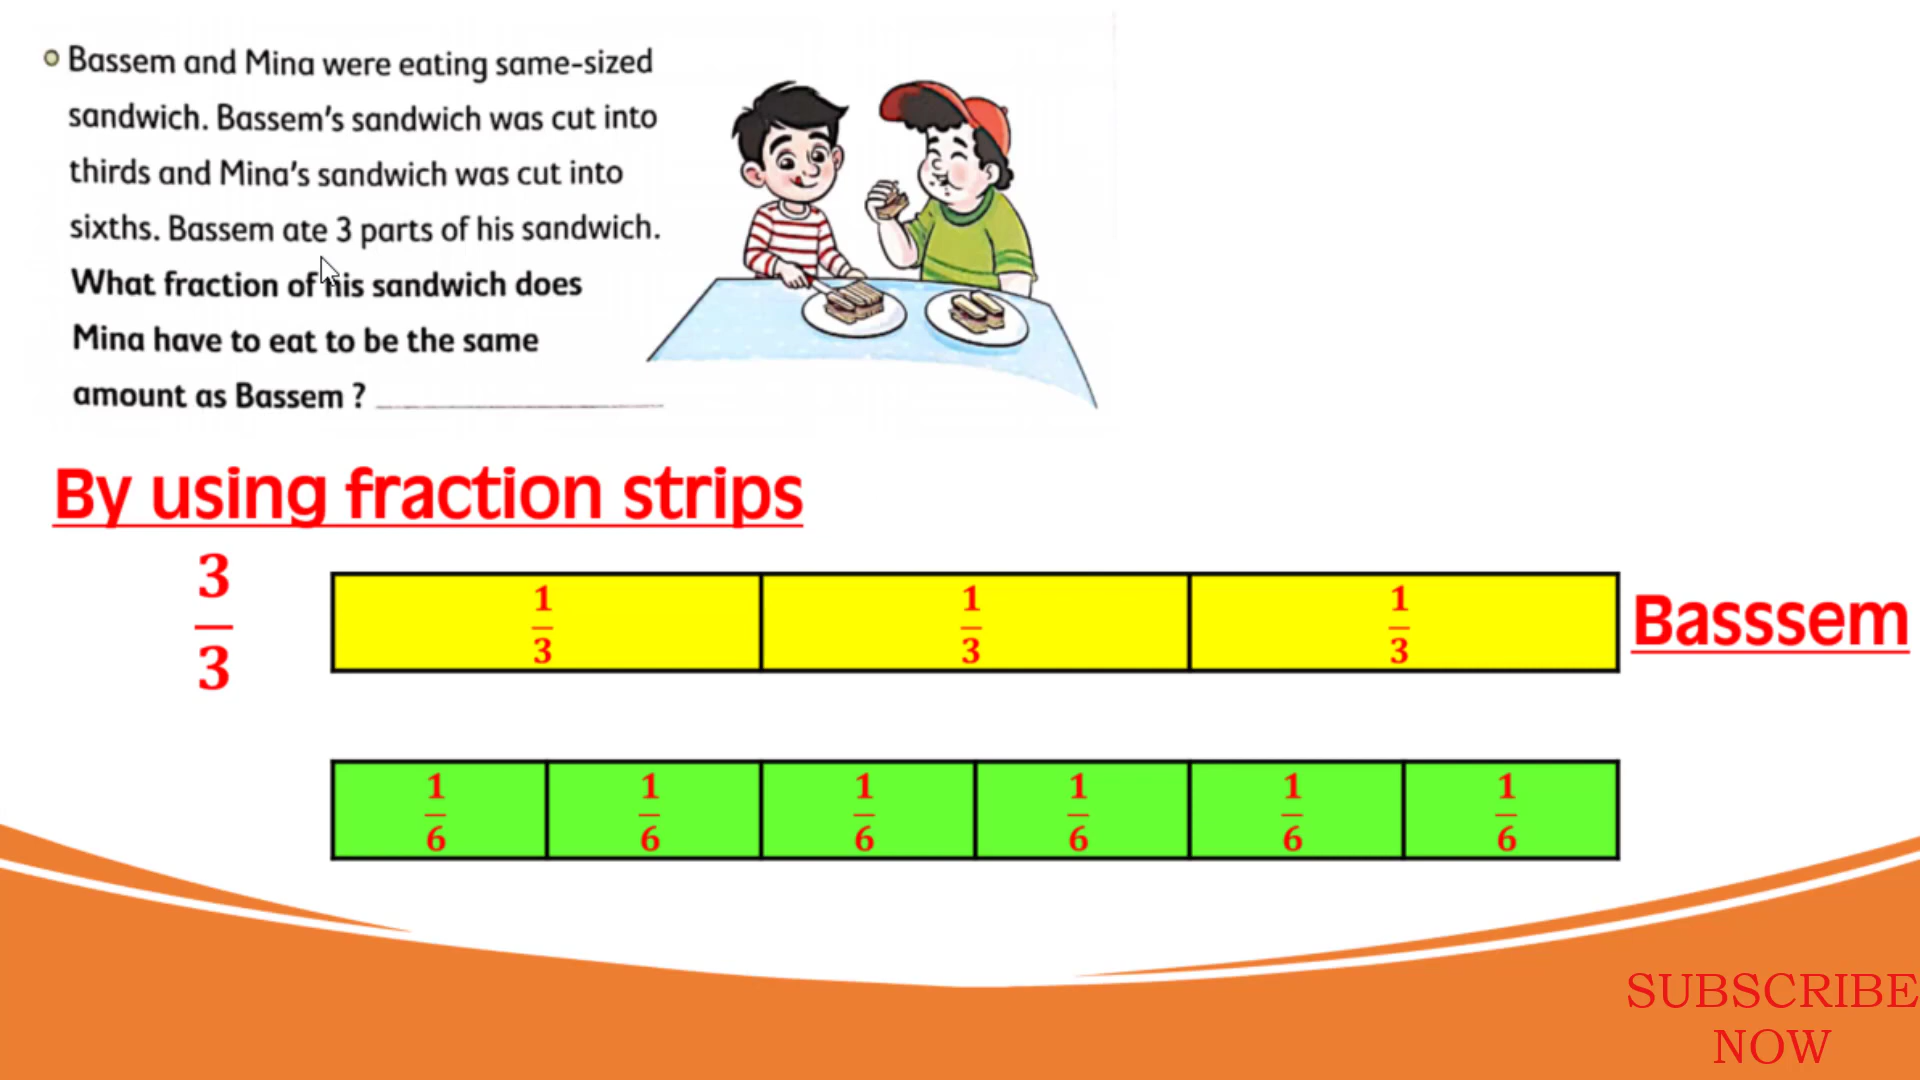 Bassem and Mina were eating same-sized
sandwich. Bassem's sandwich was cut into
thirds and Mina's sandwich was cut into
sixths. Bassem ate 3 parts of his sandwich.
What fraction of his sandwich does
Mina have to eat to be the same
amount as Bassem ?
By using fraction strips
3/3
1/3 1/3 1/3 Basssem
1/6 1/6 1/6 1/6 1/6 1/6
SUBSCRIBE
NOW